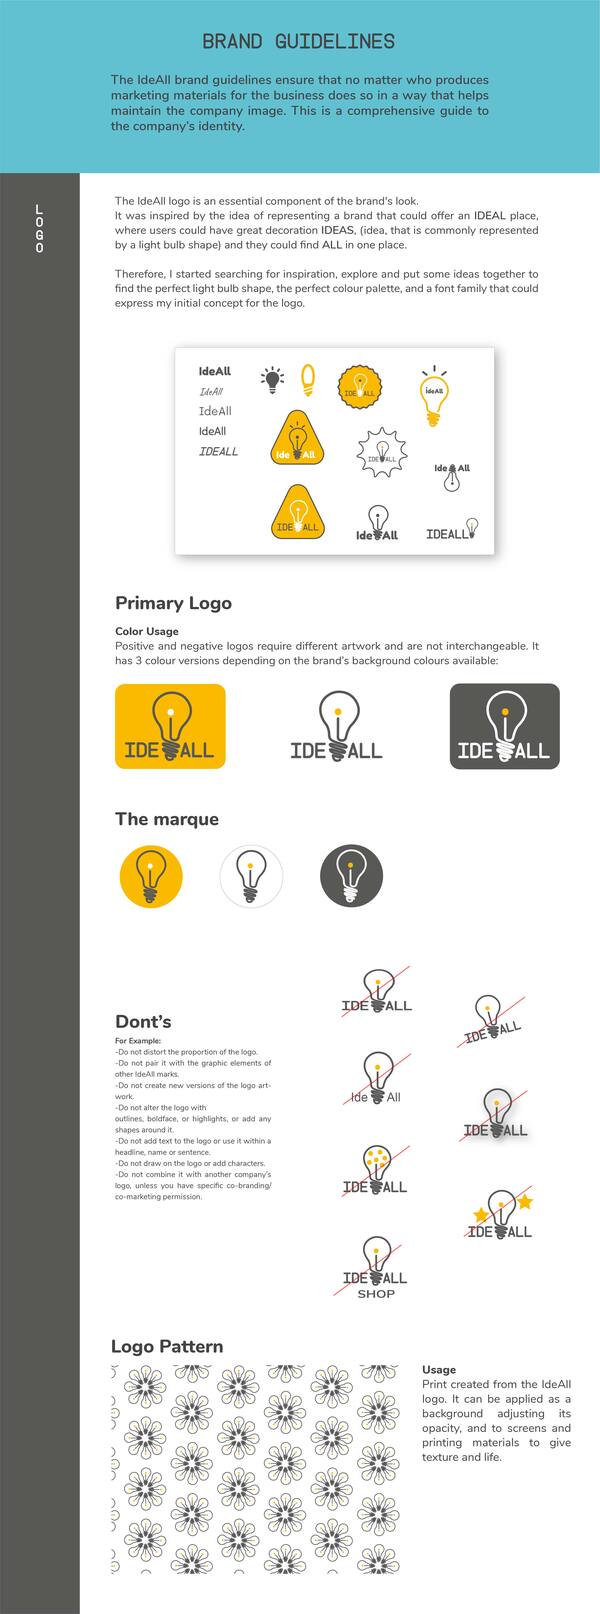 BRAND GUIDELINES
The IdeAll brand guidelines ensure that no matter who produces
marketing materials for the business does so in a way that helps
maintain the company image. This is a comprehensive guide to
the company's identity.
LOGO
The IdeAll logo is an essential component of the brand's look.
It was inspired by the idea of representing a brand that could offer an IDEAL place,
where users could have great decoration IDEAS, (idea, that is commonly represented
by a light bulb shape) and they could find ALL in one place.
Therefore, I started searching for inspiration, explore and put some ideas together to
find the perfect light bulb shape, the perfect colour palette, and a font family that could
express my initial concept for the logo.
IdeAll
IdeAll
IdeAll
IdeAll
IDEALL
IDE ALL
IdeAll
Ide All
IDE ALL
Ide All
IDE ALL
Ide All
IDEALL
Primary Logo
Color Usage
Positive and negative logos require different artwork and are not interchangeable. It
has 3 colour versions depending on the brand's background colours available:
IDE ALL
IDE ALL
IDE ALL
The marque
Dont's
For Example:
-Do not distort the proportion of the logo.
-Do not pair it with the graphic elements of
other IdeAll marks.
-Do not create new versions of the logo art-
work.
-Do not alter the logo with
outlines, boldface, or highlights, or add any
shapes around it.
-Do not add text to the logo or use it within a
headline, name or sentence.
-Do not draw on the logo or add characters.
-Do not combine it with another company's
logo, unless you have specific co-branding/
co-marketing permission.
IDE ALL
IDE ALL
Ide All
IDE ALL
IDE ALL
IDE ALL
IDE ALL
SHOP
Logo Pattern
Usage
Print created from the IdeAll
logo. It can be applied as a
background adjusting its
opacity, and to screens and
printing materials to give
texture and life.